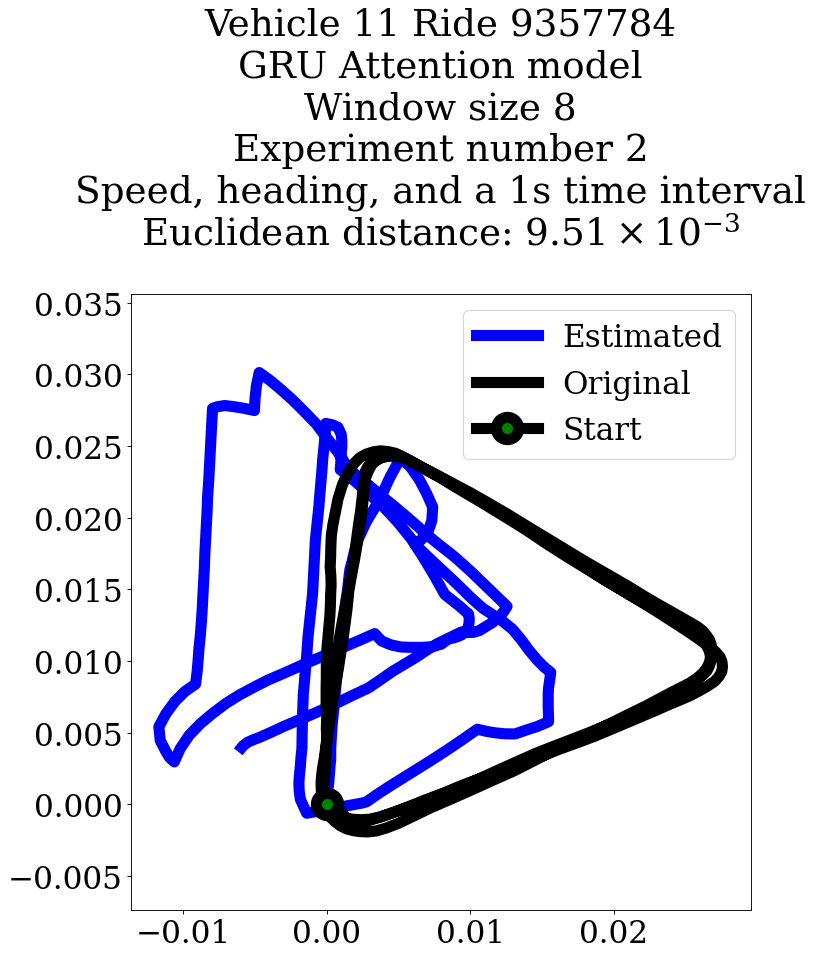 Vehicle 11 Ride 9357784
GRU Attention model
Window size 8
Experiment number 2
Speed, heading, and a 1s time interval
Euclidean distance: 9.51 × 10⁻³
0.035
Estimated
0.030
Original
Start
0.025
0.020
0.015
0.010
0.005
0.000
−0.005
−0.01 0.00 0.01 0.02